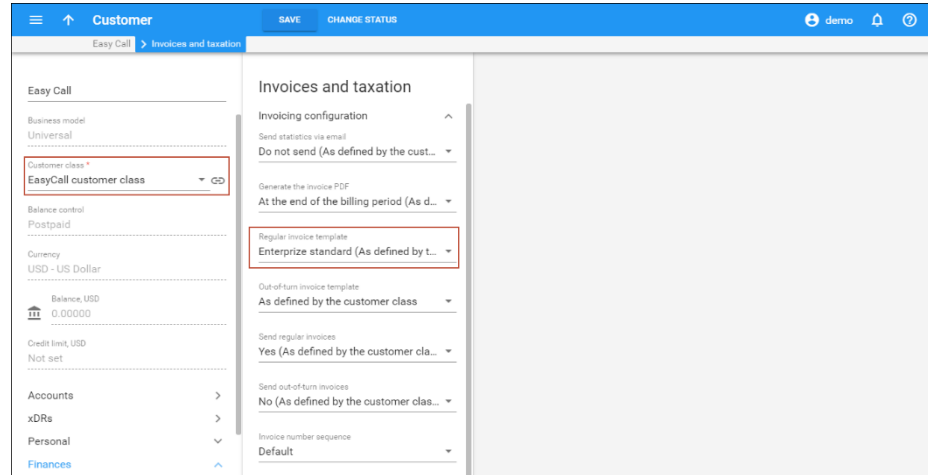 Customer
SAVE
CHANGE STATUS
demo
Easy Call
Invoices and taxation
Easy Call
Business model
Universal
Customer class *
EasyCall customer class
Balance control
Postpaid
Currency
USD - US Dollar
Balance, USD
0.00000
Credit limit, USD
Not set
Accounts
xDRs
Personal
Finances
Invoices and taxation
Invoicing configuration
Send statistics via email
Do not send (As defined by the cust...
Generate the invoice PDF
At the end of the billing period (As d...
Regular invoice template
Enterprize standard (As defined by t...
Out-of-turn invoice template
As defined by the customer class
Send regular invoices
Yes (As defined by the customer cla...
Send out-of-turn invoices
No (As defined by the customer clas...
Invoice number sequence
Default